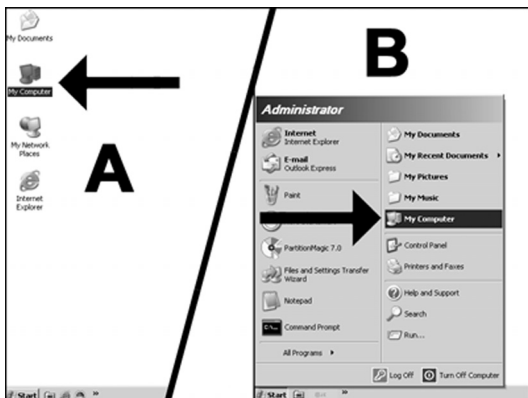 My Documents
My Computer
My Network
Places
Internet
Explorer
A
Start
B
Administrator
Internet
Internet Explorer
E-mail
Outlook Express
Paint
PartitionMagic 7.0
Files and Settings Transfer
Wizard
Notepad
Command Prompt
All Programs
My Documents
My Recent Documents
My Pictures
My Music
My Computer
Control Panel
Printers and Faxes
Help and Support
Search
Run...
Log Off
Turn Off Computer
Start